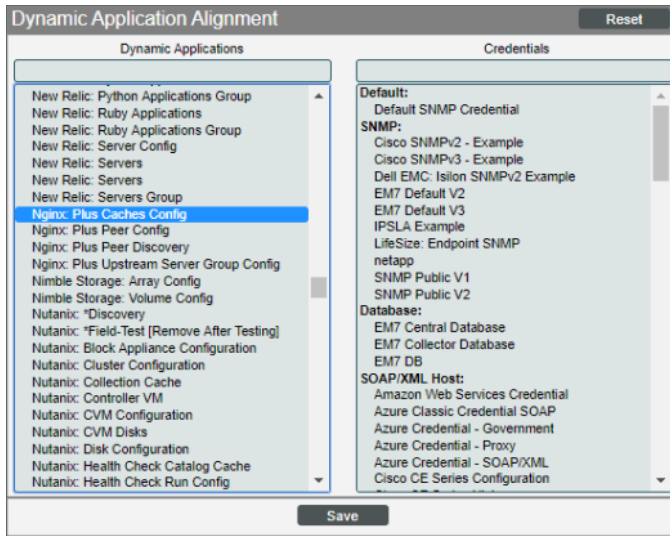 Dynamic Application Alignment
Reset
Dynamic Applications
New Relic: Python Applications Group
New Relic: Ruby Applications
New Relic: Ruby Applications Group
New Relic: Server Config
New Relic: Servers
New Relic: Servers
New Relic: Servers Group
Nginx: Plus Caches Config
Nginx: Plus Peer Config
Nginx: Plus Peer Discovery
Nginx: Plus Upstream Server Group Config
Nimble Storage: Array Config
Nimble Storage: Volume Config
Nutanix: *Discovery
Nutanix: *Field-Test [Remove After Testing]
Nutanix: Block Appliance Configuration
Nutanix: Cluster Configuration
Nutanix: Collection Cache
Nutanix: Controller VM
Nutanix: CVM Configuration
Nutanix: CVM Disks
Nutanix: Disk Configuration
Nutanix: Health Check Catalog Cache
Nutanix: Health Check Run Config
Credentials
Default:
Default SNMP Credential
SNMP:
Cisco SNMPv2 - Example
Cisco SNMPv3 - Example
Dell EMC: Isilon SNMPv2 Example
EM7 Default V2
EM7 Default V3
IPSLA Example
LifeSize: Endpoint SNMP
netapp
SNMP Public V1
SNMP Public V2
Database:
EM7 Central Database
EM7 Collector Database
EM7 DB
SOAP/XML Host:
Amazon Web Services Credential
Azure Classic Credential SOAP
Azure Credential - Government
Azure Credential - Proxy
Azure Credential - SOAP/XML
Cisco CE Series Configuration
Save